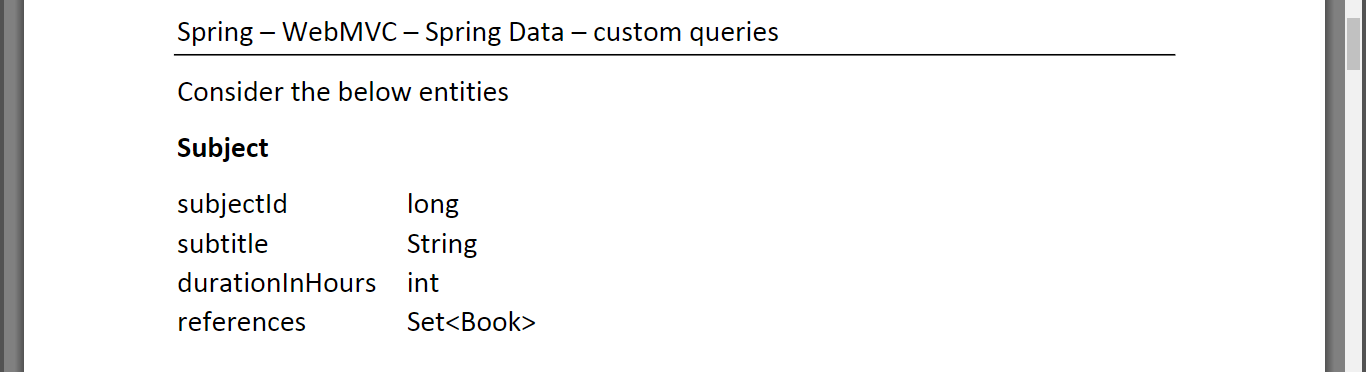 Spring – WebMVC – Spring Data – custom queries
Consider the below entities
Subject
subjectId long
subtitle String
durationInHours int
references Set<Book>